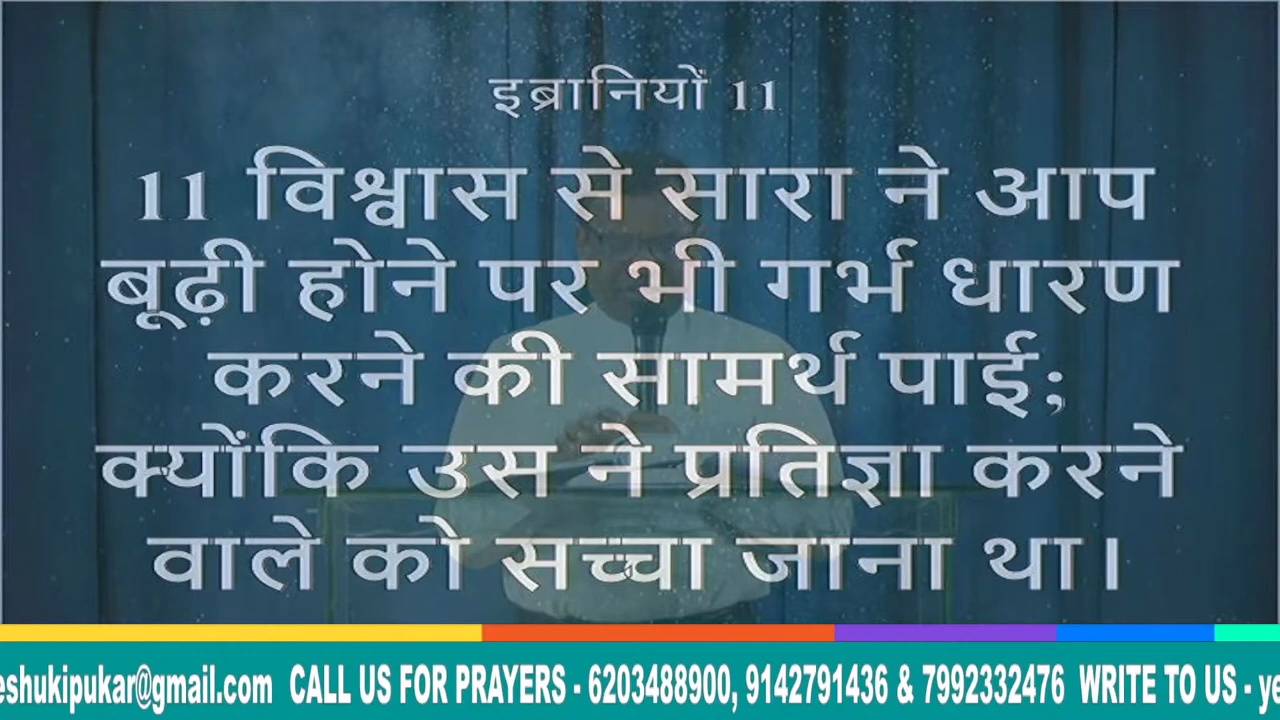 इब्रानियों 11
11 विश्वास से सारा ने आप
बूढ़ी होने पर भी गर्भ धारण
करने की सामर्थ पाई;
क्योंकि उस ने प्रतिज्ञा करने
वाले को सच्चा जाना था।
eshukipukar@gmail.com CALL US FOR PRAYERS - 6203488900, 9142791436 & 7992332476 WRITE TO US - ye